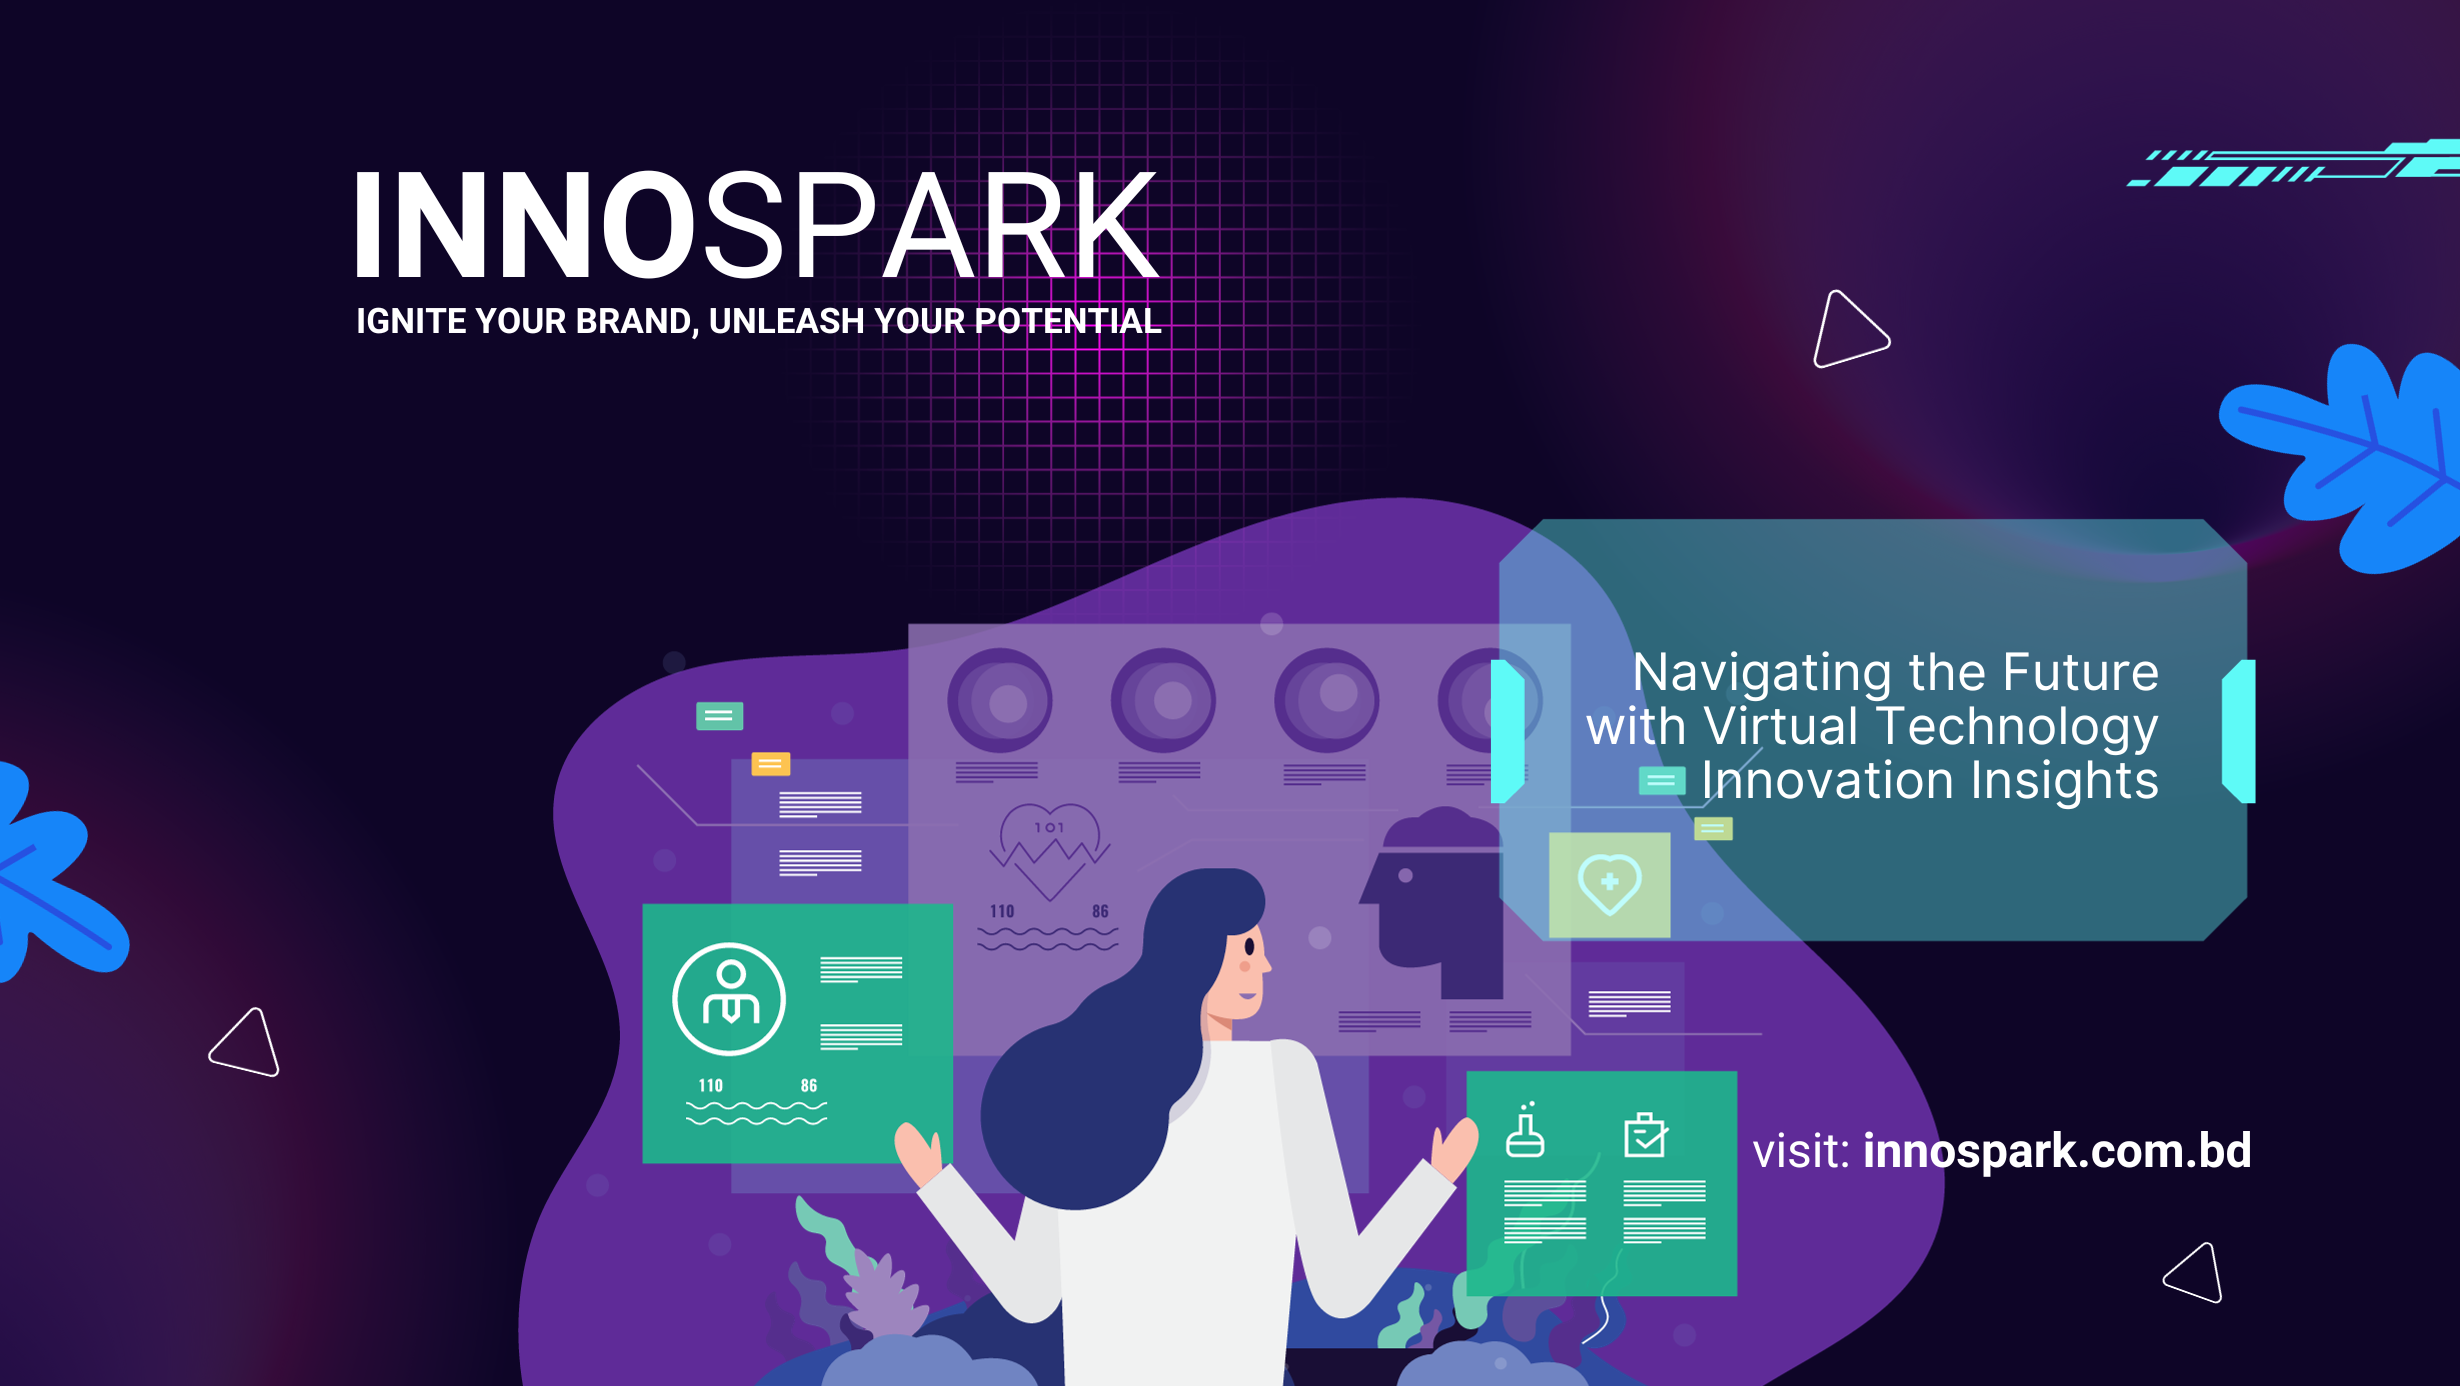 INNOSPARK
IGNITE YOUR BRAND, UNLEASH YOUR POTENTIAL
Navigating the Future
with Virtual Technology
Innovation Insights
101
110 86
110 86
visit: innospark.com.bd